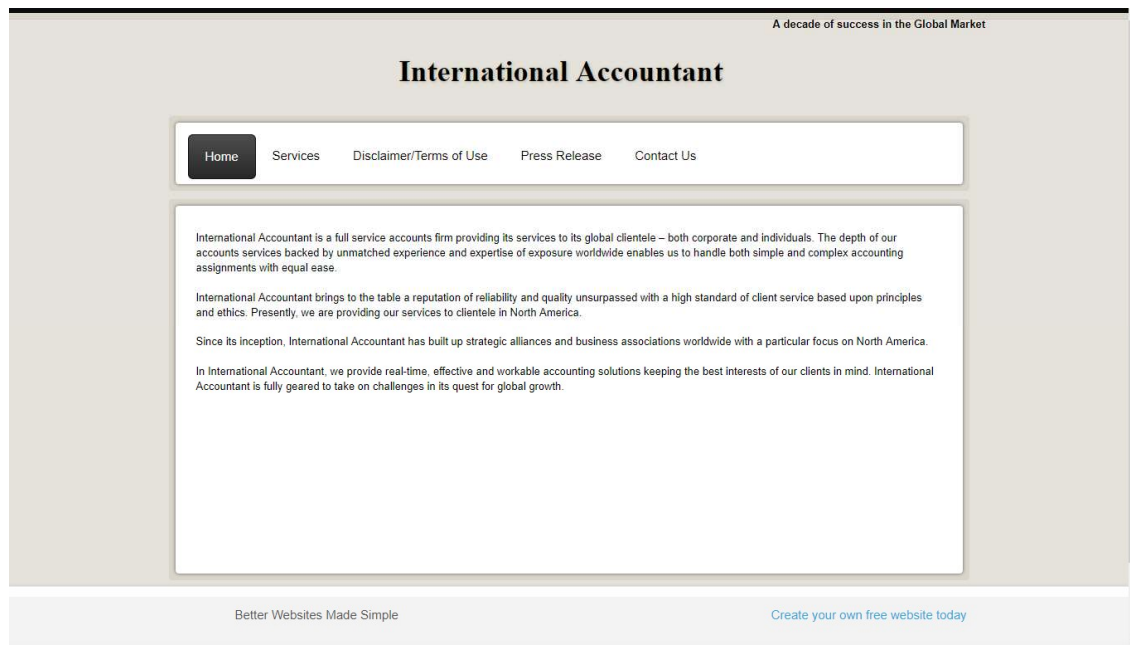 A decade of success in the Global Market
International Accountant
Home Services Disclaimer/Terms of Use Press Release Contact Us
International Accountant is a full service accounts firm providing its services to its global clientele – both corporate and individuals. The depth of our
accounts services backed by unmatched experience and expertise of exposure worldwide enables us to handle both simple and complex accounting
assignments with equal ease.
International Accountant brings to the table a reputation of reliability and quality unsurpassed with a high standard of client service based upon principles
and ethics. Presently, we are providing our services to clientele in North America.
Since its inception, International Accountant has built up strategic alliances and business associations worldwide with a particular focus on North America.
In International Accountant, we provide real-time, effective and workable accounting solutions keeping the best interests of our clients in mind. International
Accountant is fully geared to take on challenges in its quest for global growth.
Better Websites Made Simple Create your own free website today